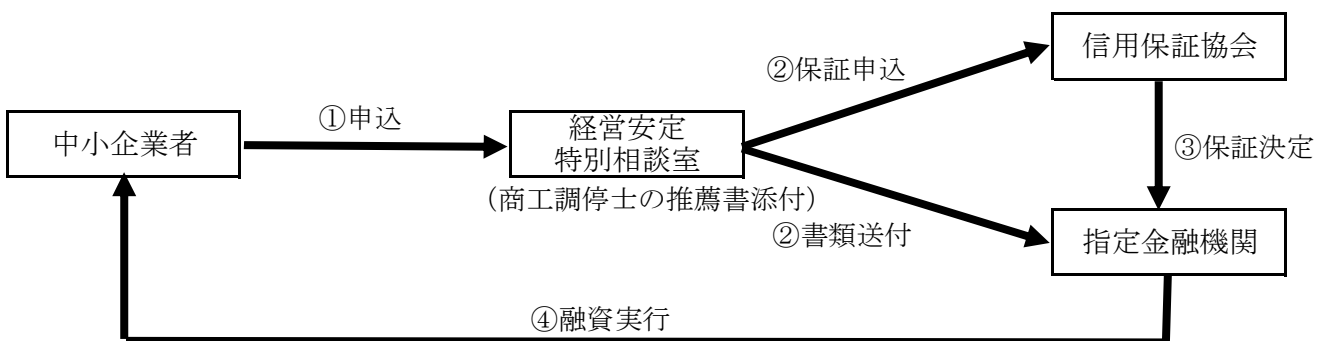 信用保証協会
②保証申込
①申込
中小企業者
経営安定
特別相談室
③保証決定
(商工調停士の推薦書添付)
②書類送付
指定金融機関
④融資実行